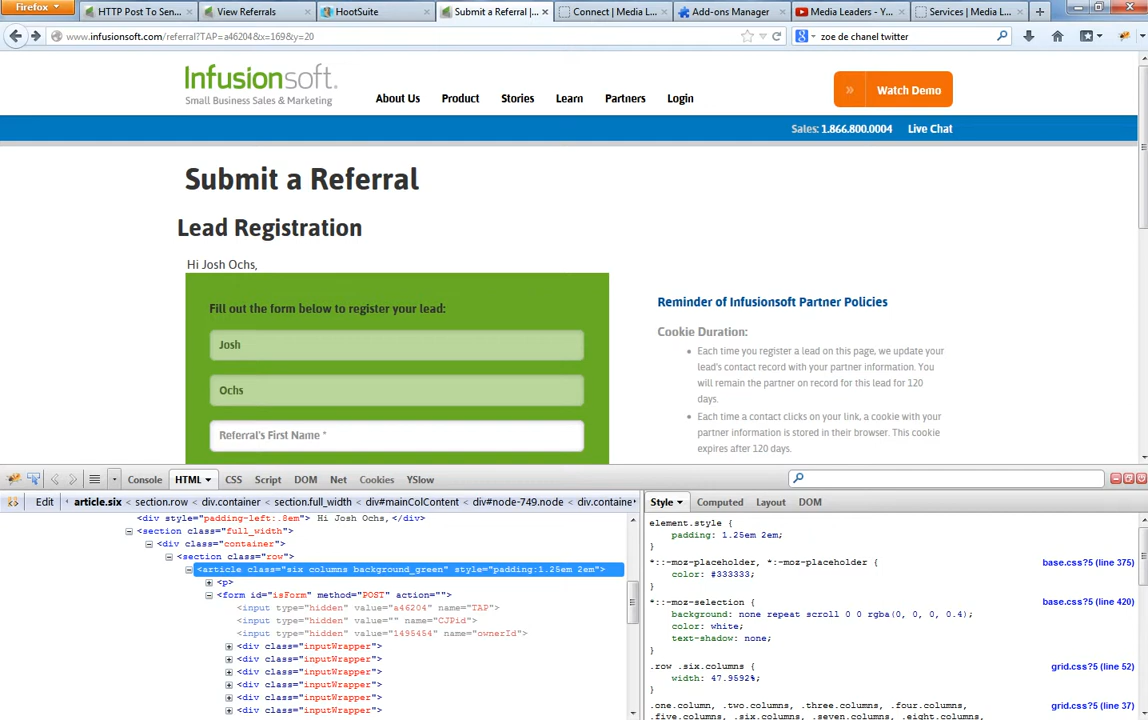 Firefox
HTTP Post To Sen...
View Referrals
HootSuite
Submit a Referral |...
Connect | Media L...
Add-ons Manager
Media Leaders - Y...
Services | Media L...
www.infusionsoft.com/referral?TAP=a46204&x=169&y=20
zoe de chanel twitter
Infusionsoft.
Small Business Sales & Marketing
About Us
Product
Stories
Learn
Partners
Login
» Watch Demo
Sales: 1.866.800.0004
Live Chat
Submit a Referral
Lead Registration
Hi Josh Ochs,
Fill out the form below to register your lead:
Josh
Ochs
Referral's First Name *
Reminder of Infusionsoft Partner Policies
Cookie Duration:
Each time you register a lead on this page, we update your
lead's contact record with your partner information. You
will remain the partner on record for this lead for 120
days.
Each time a contact clicks on your link, a cookie with your
partner information is stored in their browser. This cookie
expires after 120 days.
Console
HTML
CSS
Script
DOM
Net
Cookies
YSlow
Edit
article.six < section.row < div.container < section.full_width < div#mainColContent < div#node-749.node < div.containe
<div style="padding-left:.8em"> Hi Josh Ochs,</div>
<section class="full_width">
<div class="container">
<section class="row">
<article class="six columns background_green" style="padding:1.25em 2em">
<p>
<form id="isForm" method="POST" action="">
<input type="hidden" value="a46204" name="TAP">
<input type="hidden" value="" name="CJPid">
<input type="hidden" value="1495454" name="ownerId">
<div class="inputWrapper">
<div class="inputWrapper">
<div class="inputWrapper">
<div class="inputWrapper">
<div class="inputWrapper">
<div class="inputWrapper">
Style
Computed
Layout
DOM
element.style {
padding: 1.25em 2em;
}
*::-moz-placeholder, *:-moz-placeholder {
base.css?5 (line 375)
color: #333333;
}
*::-moz-selection {
base.css?5 (line 420)
background: none repeat scroll 0 0 rgba(0, 0, 0, 0.4);
color: white;
text-shadow: none;
}
.row .six.columns {
grid.css?5 (line 52)
width: 47.9592%;
}
.one.column, .two.columns, .three.columns, .four.columns,
grid.css?5 (line 37)
.five.columns, .six.columns, .seven.columns, .eight.columns,